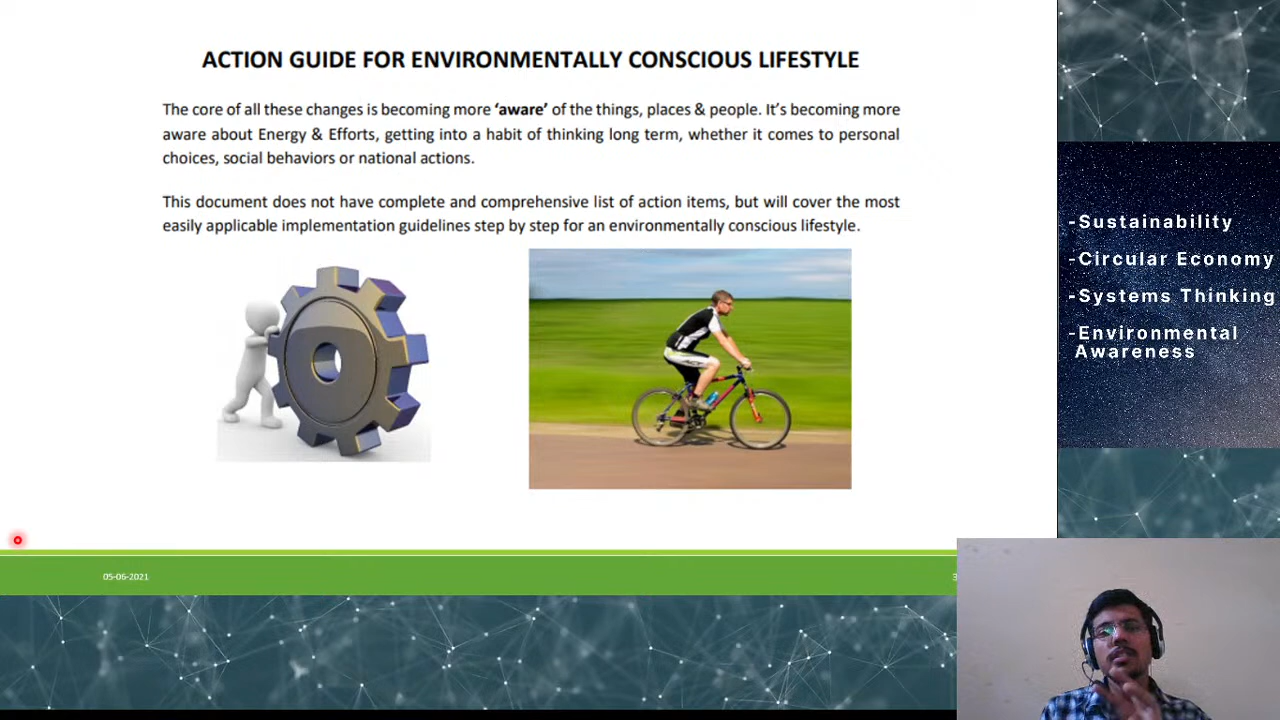 ACTION GUIDE FOR ENVIRONMENTALLY CONSCIOUS LIFESTYLE
The core of all these changes is becoming more ‘aware’ of the things, places & people. It’s becoming more
aware about Energy & Efforts, getting into a habit of thinking long term, whether it comes to personal
choices, social behaviors or national actions.
This document does not have complete and comprehensive list of action items, but will cover the most
easily applicable implementation guidelines step by step for an environmentally conscious lifestyle.
05-06-2021
3
-Sustainability
-Circular Economy
-Systems Thinking
-Environmental
Awareness